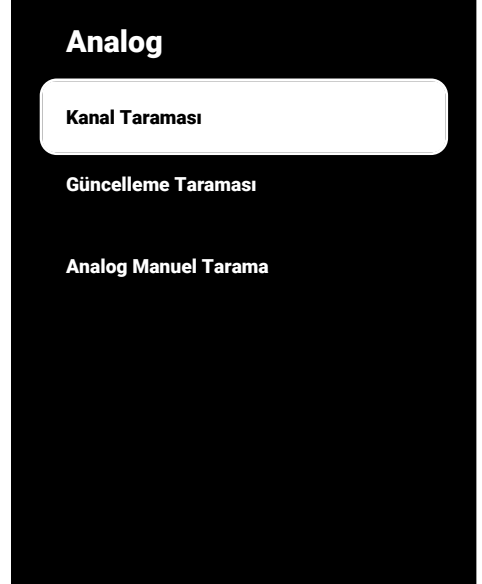 Analog
Kanal Taraması
Güncelleme Taraması
Analog Manuel Tarama